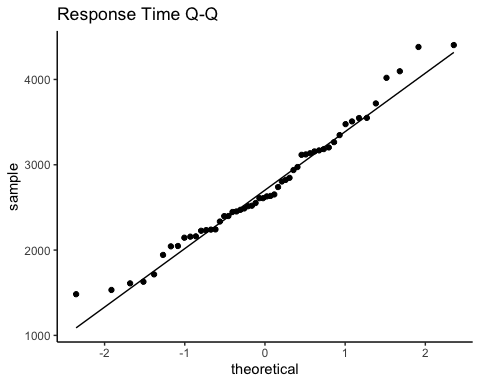 Response Time Q-Q
4000
3000
2000
1000
sample
-2 -1 0 1 2
theoretical